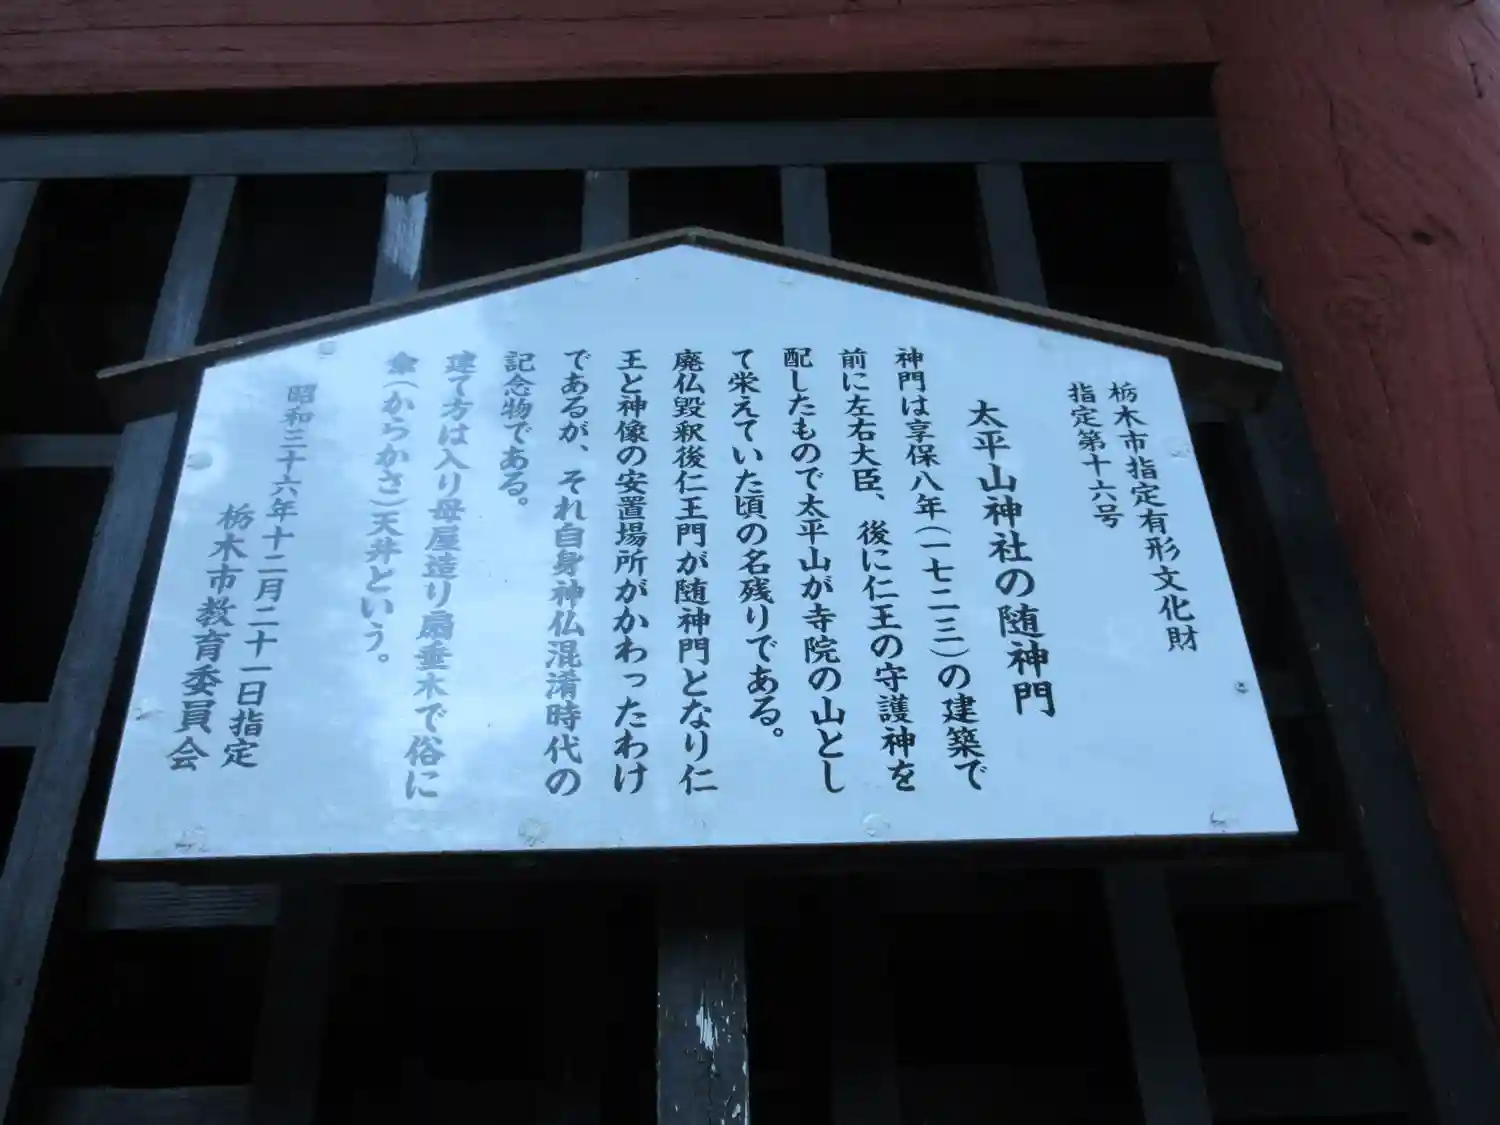 栃木市指定有形文化財
指定第十六号
太平山神社の随神門
神門は享保八年(一七二三)の建築で
前に左右大臣、後に仁王の守護神を
配したもので太平山が寺院の山とし
て栄えていた頃の名残りである。
廃仏毀釈後仁王門が随神門となり仁
王と神像の安置場所がかわったわけ
であるが、それ自身神仏混淆時代の
記念物である。
建て方は入り母屋造り扇垂木で俗に
傘(からかさ)天井という。
昭和三十六年十二月二十一日指定
栃木市教育委員会